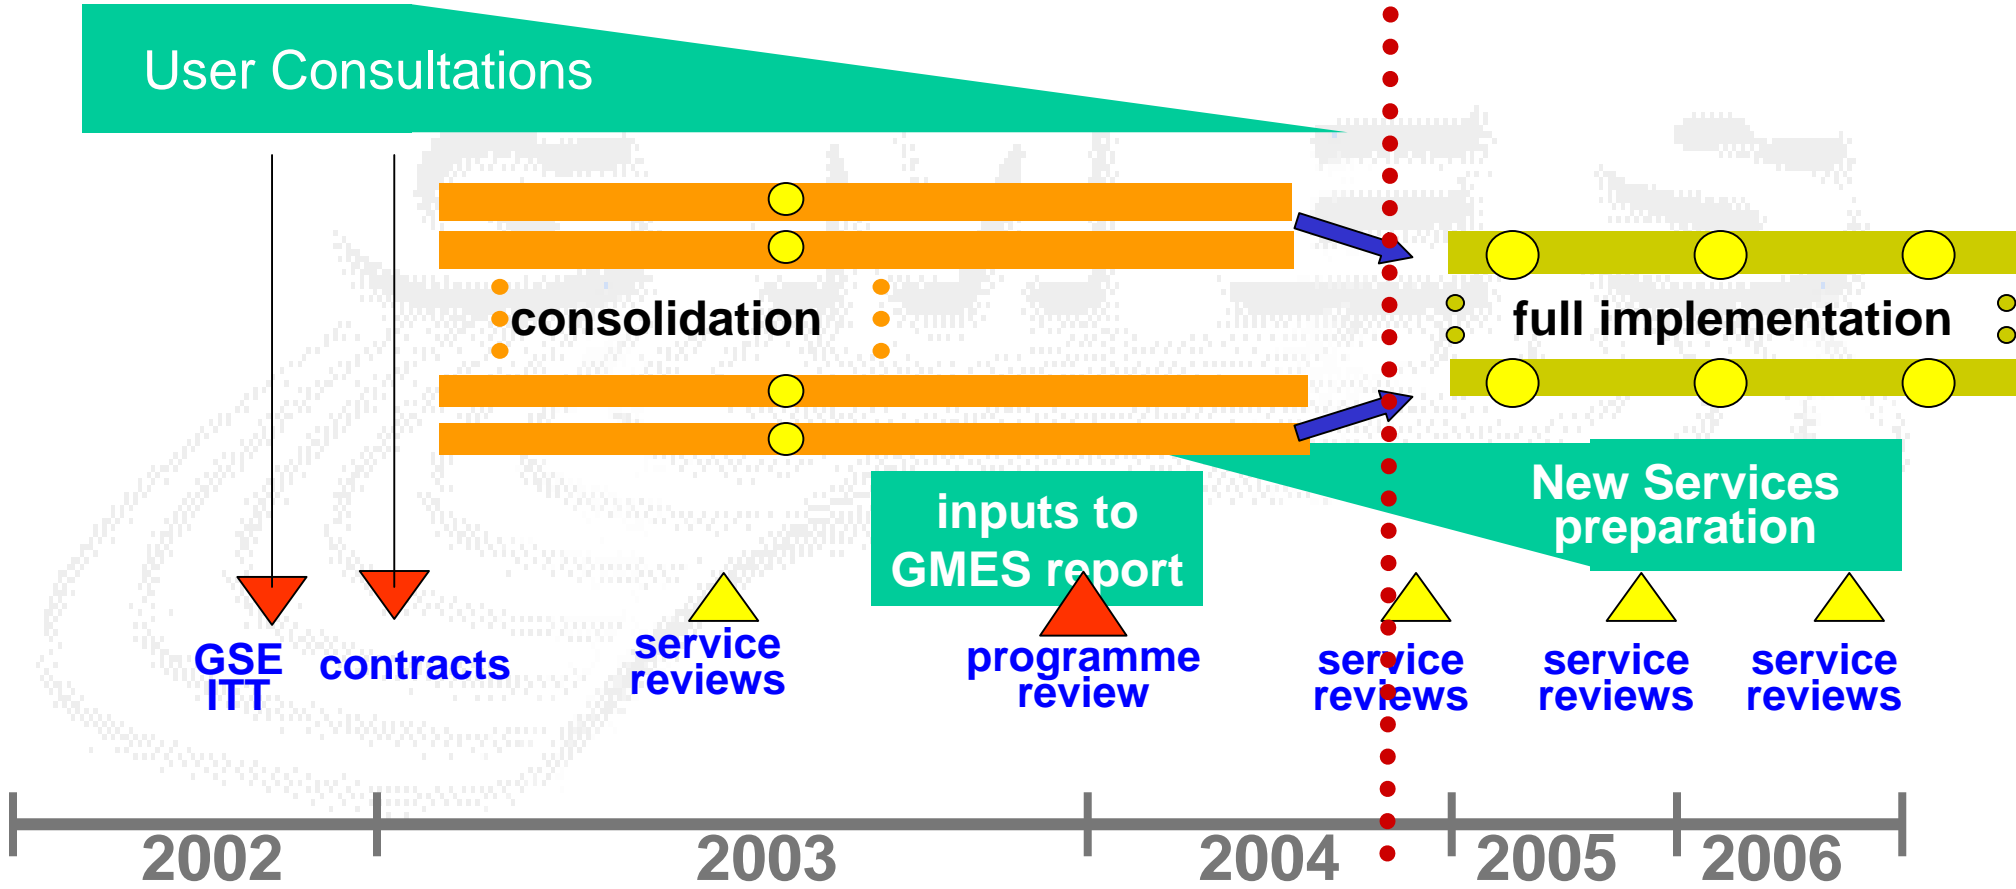 User Consultations
consolidation
full implementation
New Services
preparation
inputs to
GMES report
GSE
ITT
contracts
service
reviews
programme
review
service
reviews
service
reviews
service
reviews
2002
2003
2004
2005
2006